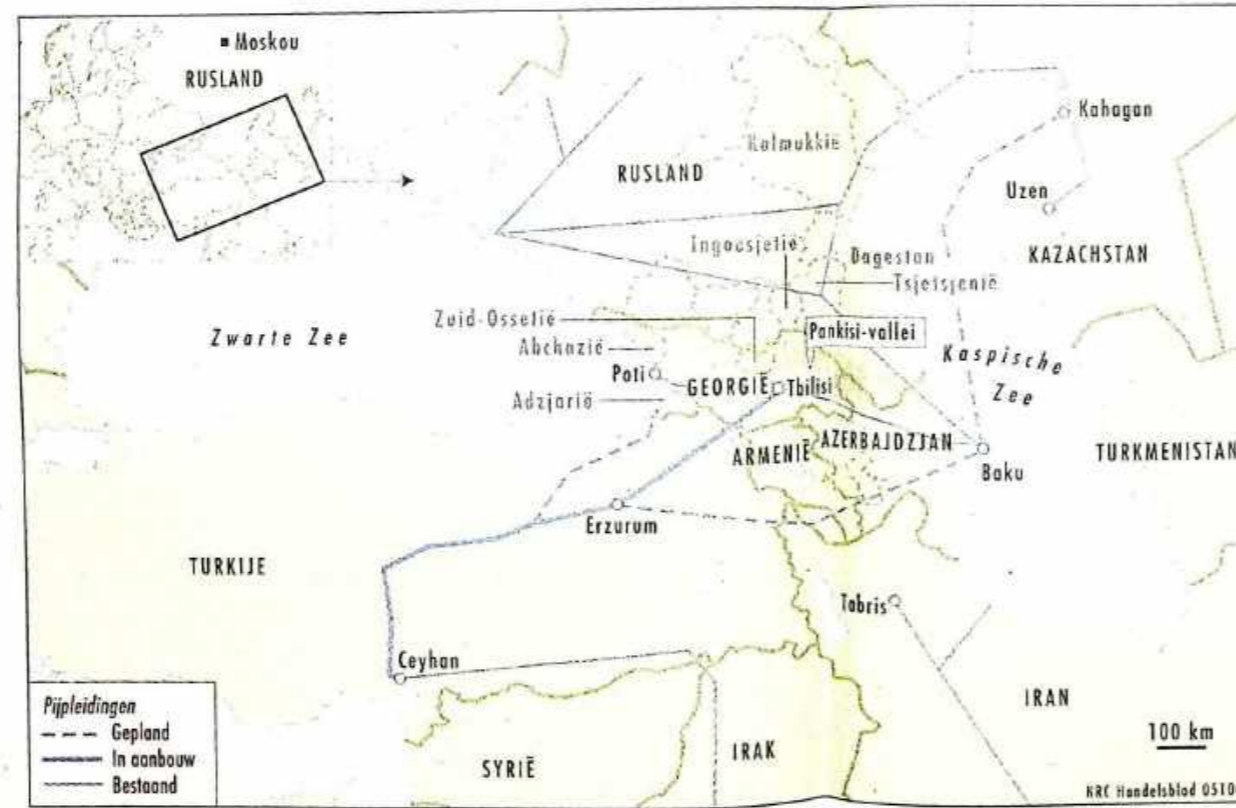 Moskou
RUSLAND
Kahagan
Kalmukkië
RUSLAND
Uzen
Ingoesjetië
Dagestan
KAZACHSTAN
Tsjetsjenië
Zuid-Ossetië
Zwarte Zee
Pankisi-vallei
Abchazië
Kaspische
Zee
Poti
GEORGIË
Tbilisi
Adzjarië
AZERBAJDZJAN
ARMENIË
TURKMENISTAN
Baku
Erzurum
TURKIJE
Tabris
Ceyhan
Pijpleidingen
Gepland
In aanbouw
Bestaand
IRAN
100 km
SYRIË
IRAK
NRC Handelsblad 0510